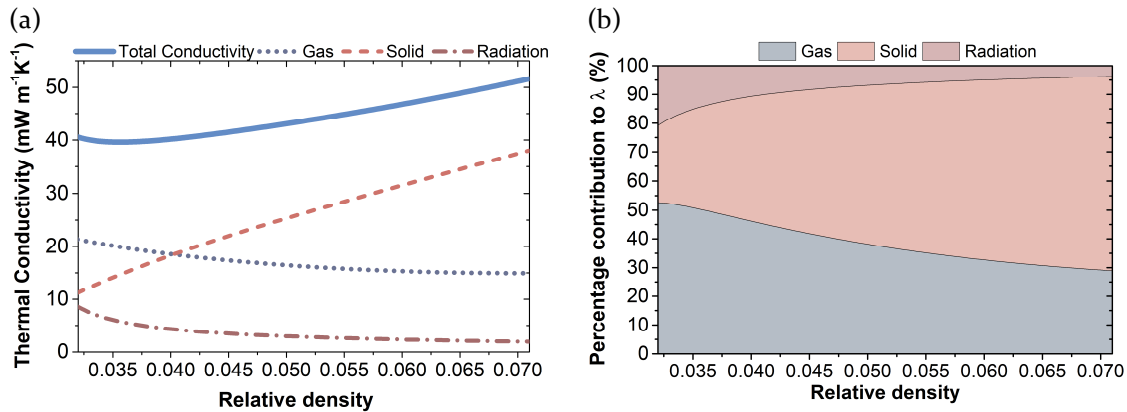 (a)
Total Conductivity Gas Solid Radiation
Thermal Conductivity (mW m⁻¹K⁻¹)
50
40
30
20
10
0
0.035 0.040 0.045 0.050 0.055 0.060 0.065 0.070
Relative density
(b)
Gas Solid Radiation
Percentage contribution to λ (%)
100
90
80
70
60
50
40
30
20
10
0
0.035 0.040 0.045 0.050 0.055 0.060 0.065 0.070
Relative density